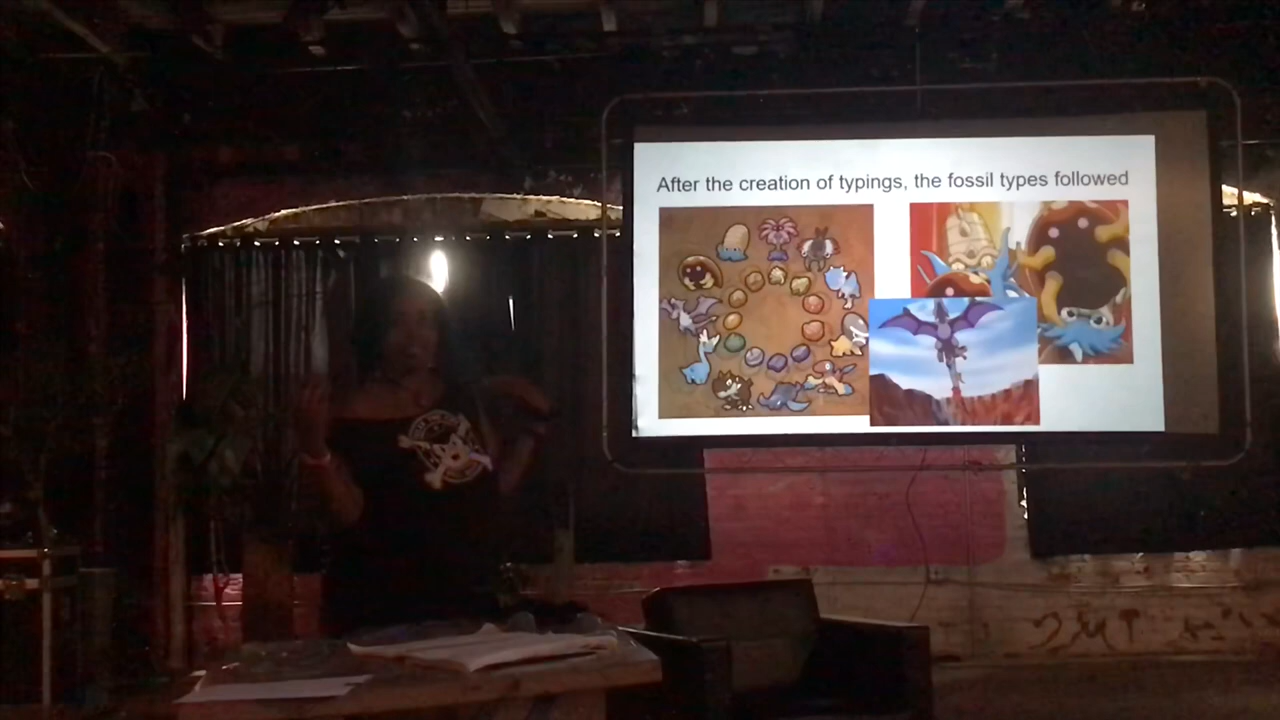 After the creation of typings, the fossil types followed